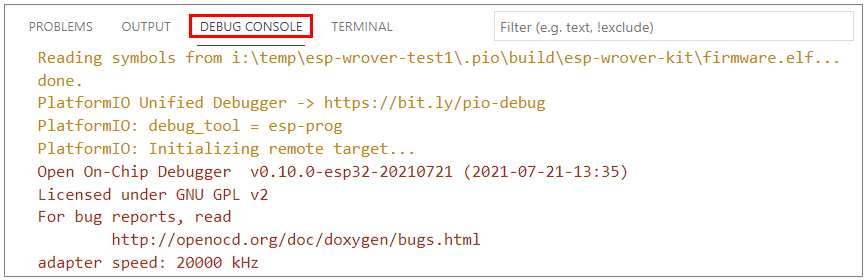 PROBLEMS OUTPUT DEBUG CONSOLE TERMINAL Filter (e.g. text, !exclude)
Reading symbols from i:\temp\esp-wrover-test1\.pio\build\esp-wrover-kit\firmware.elf...
done.
PlatformIO Unified Debugger -> https://bit.ly/pio-debug
PlatformIO: debug_tool = esp-prog
PlatformIO: Initializing remote target...
Open On-Chip Debugger  v0.10.0-esp32-20210721 (2021-07-21-13:35)
Licensed under GNU GPL v2
For bug reports, read
        http://openocd.org/doc/doxygen/bugs.html
adapter speed: 20000 kHz